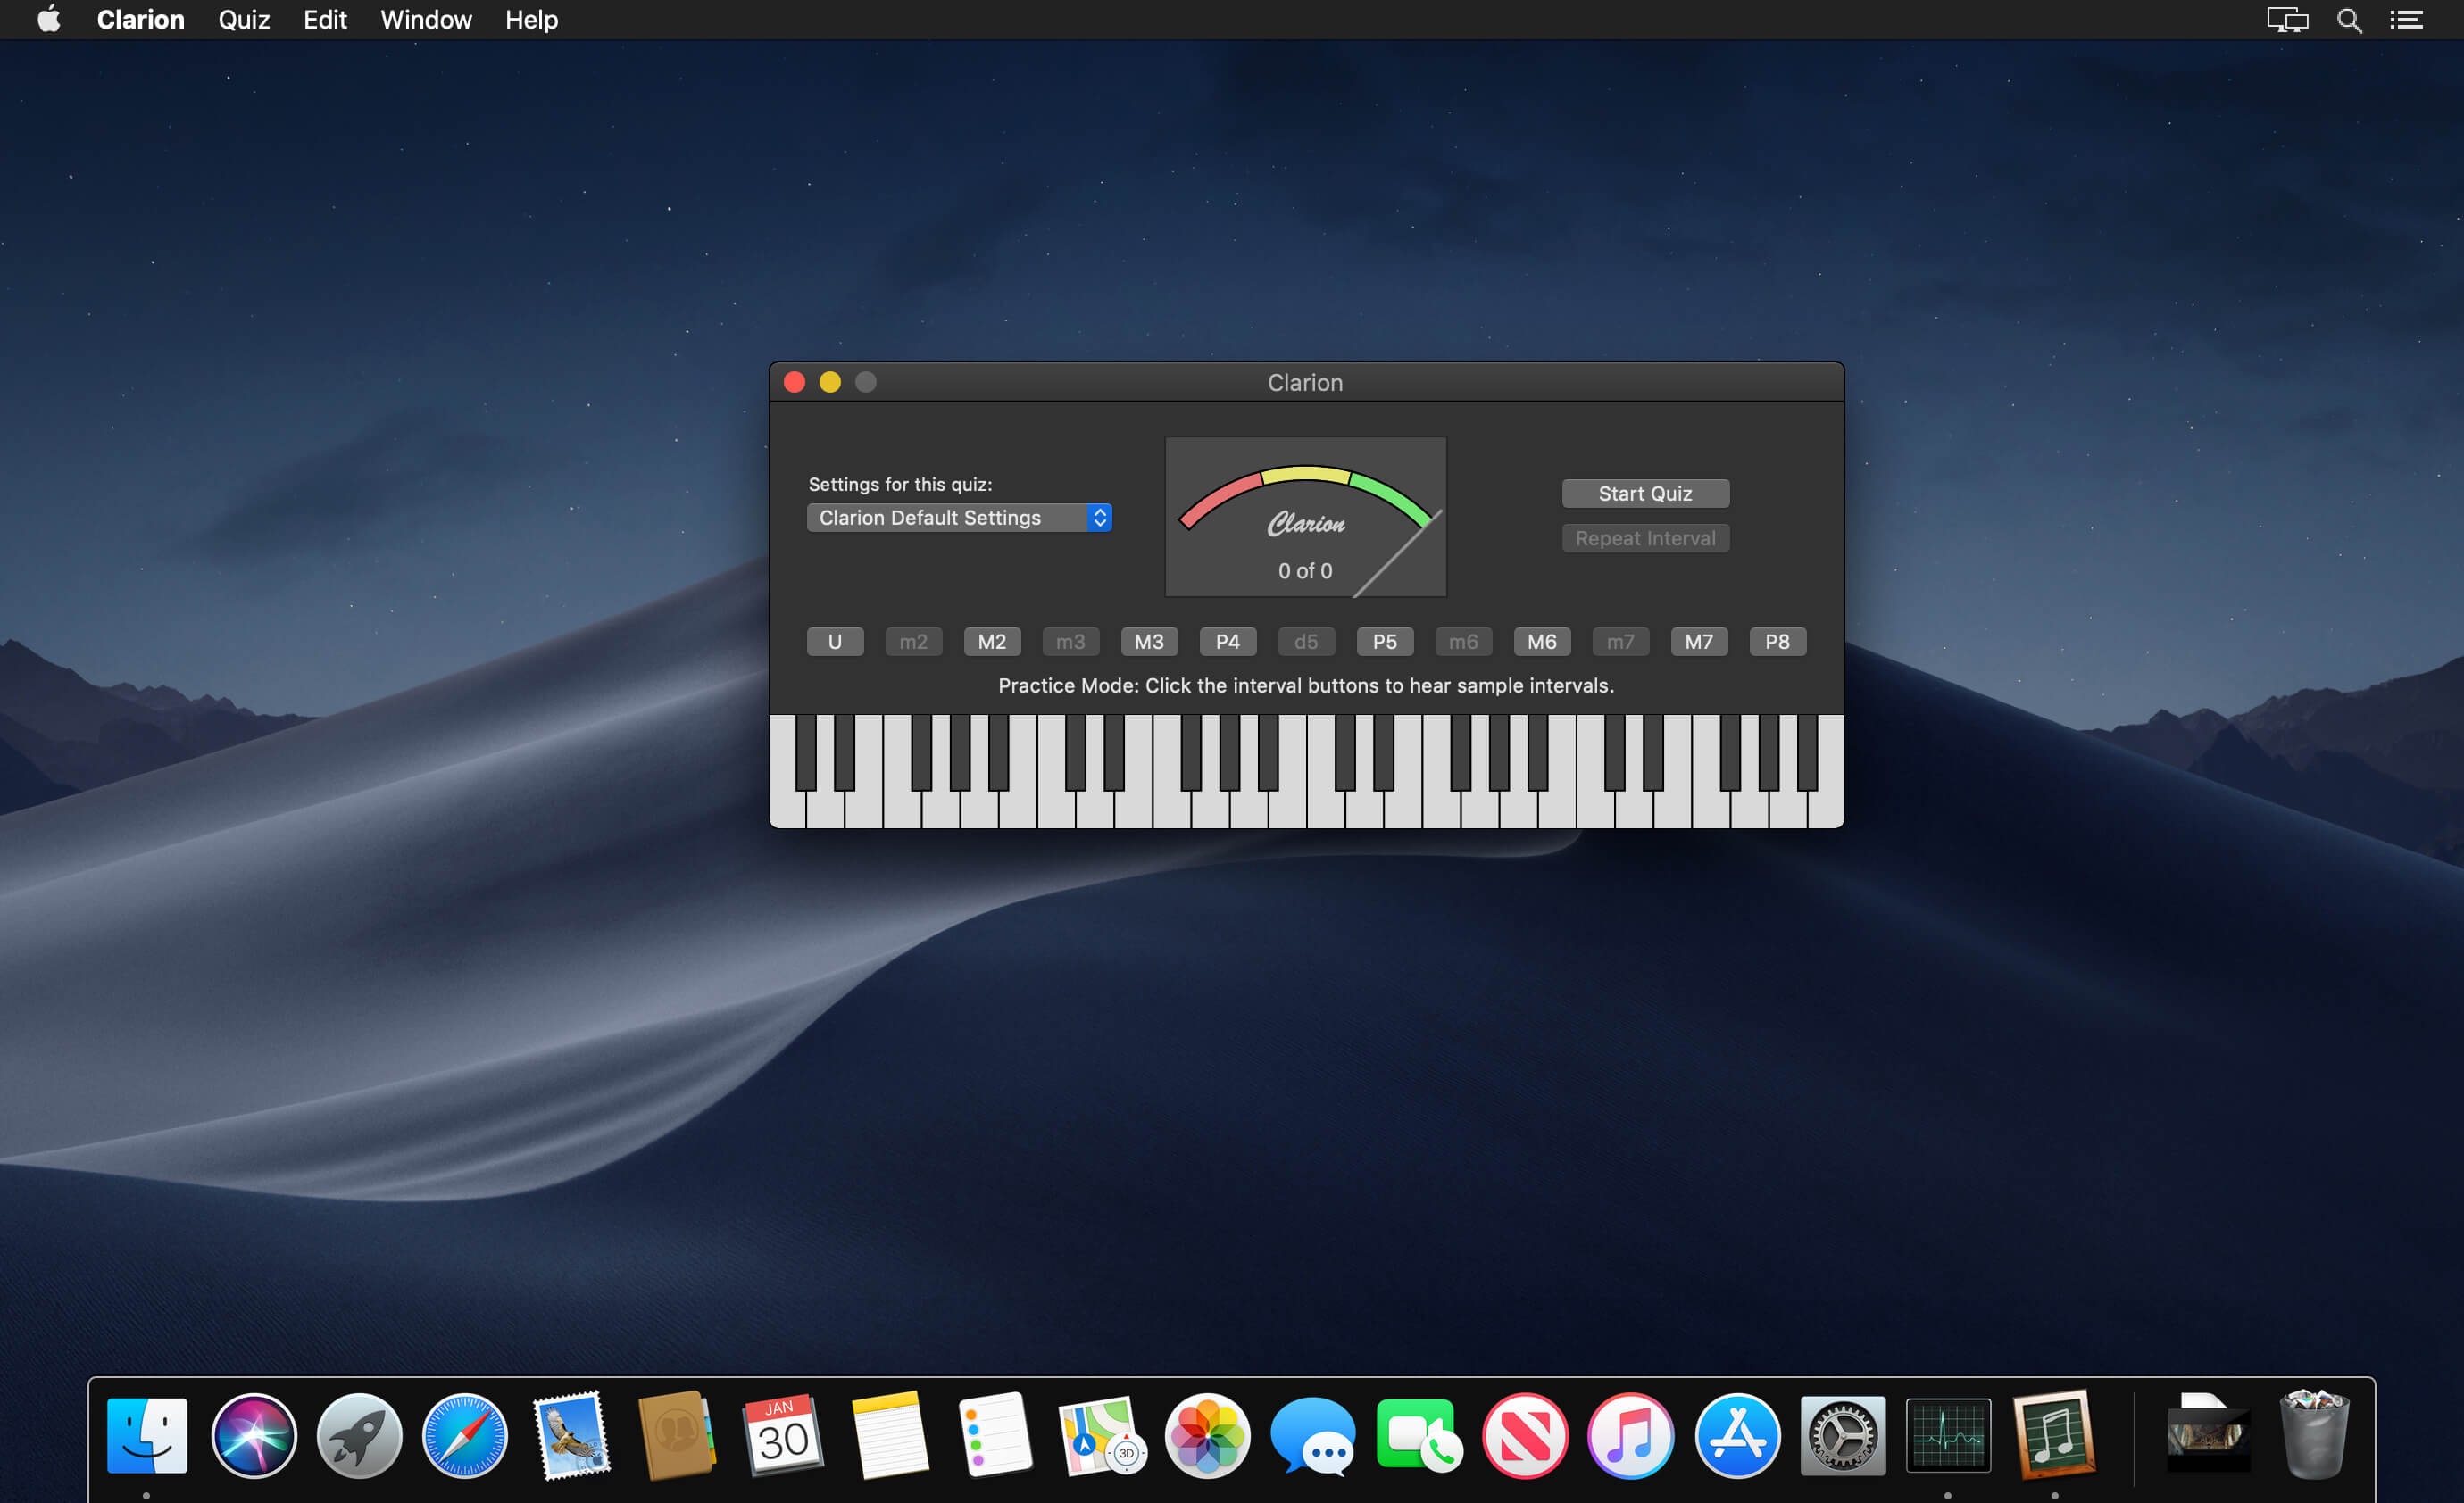 Clarion Quiz Edit Window Help
Clarion
Settings for this quiz:
Clarion Default Settings
Clarion
0 of 0
Start Quiz
Repeat Interval
U m2 M2 m3 M3 P4 d5 P5 m6 M6 m7 M7 P8
Practice Mode: Click the interval buttons to hear sample intervals.
JAN
30
3D